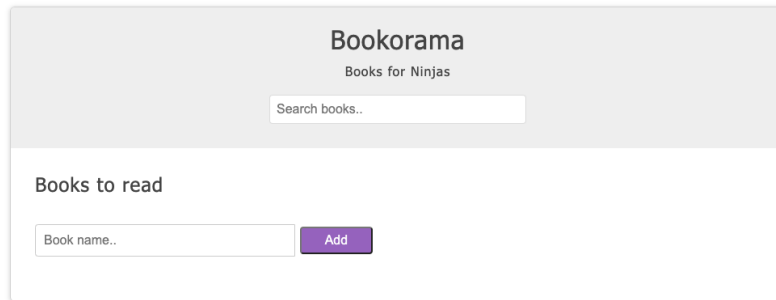 Bookorama
Books for Ninjas
Search books..
Books to read
Book name.. Add